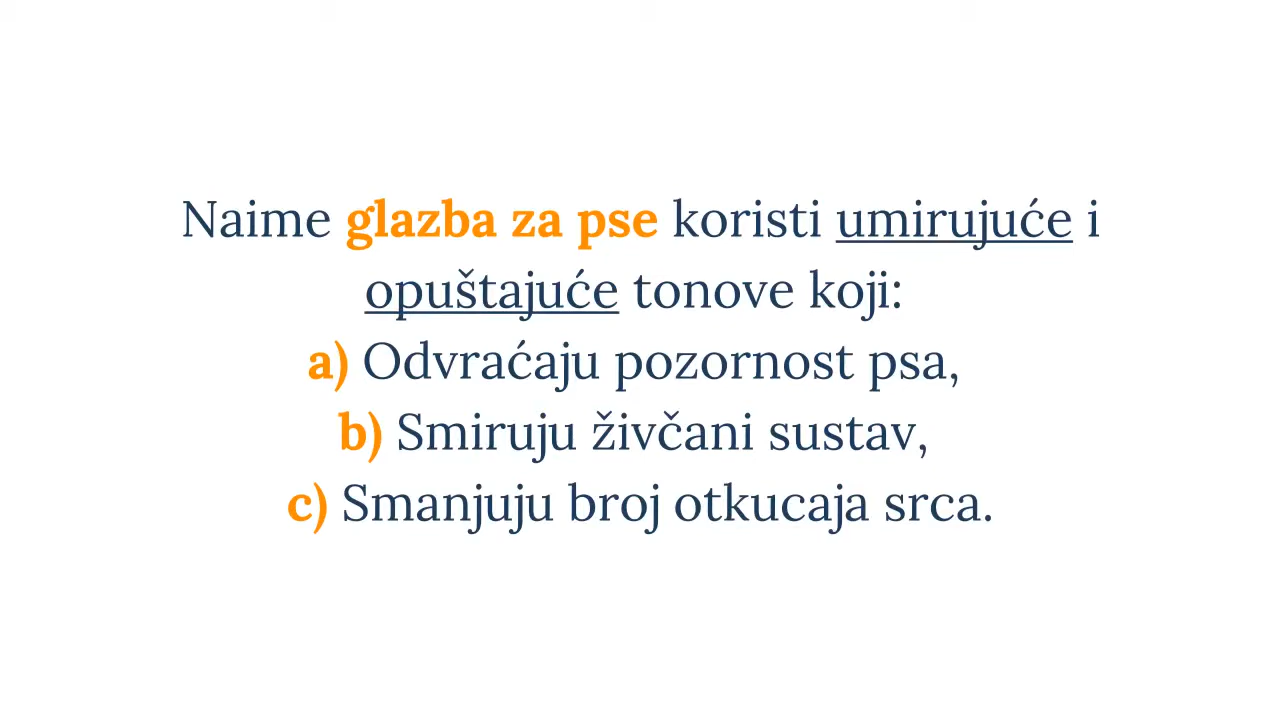 Naime glazba za pse koristi umirujuće i
opuštajuće tonove koji:
a) Odvraćaju pozornost psa,
b) Smiruju živčani sustav,
c) Smanjuju broj otkucaja srca.